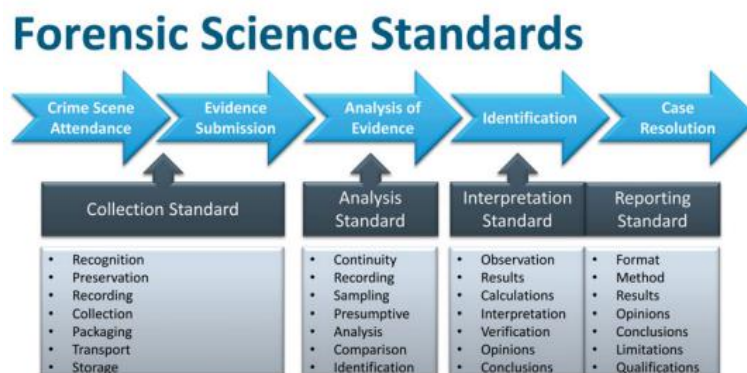 Forensic Science Standards
Crime Scene
Attendance
Evidence
Submission
Analysis of
Evidence
Identification
Case
Resolution
Collection Standard
Analysis
Standard
Interpretation
Standard
Reporting
Standard
• Recognition
• Preservation
• Recording
• Collection
• Packaging
• Transport
• Storage
• Continuity
• Recording
• Sampling
• Presumptive
• Analysis
• Comparison
• Identification
• Observation
• Results
• Calculations
• Interpretation
• Verification
• Opinions
• Conclusions
• Format
• Method
• Results
• Opinions
• Conclusions
• Limitations
• Qualifications